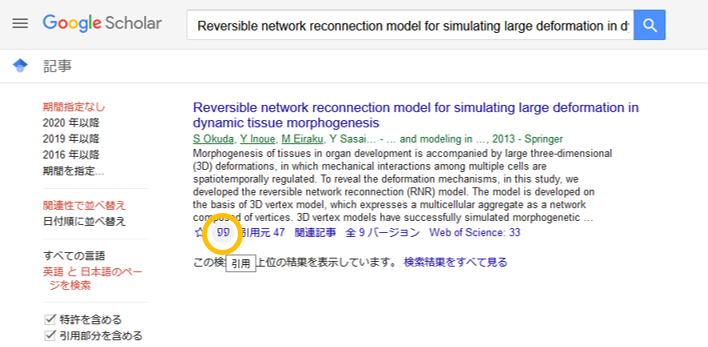 Google Scholar
Reversible network reconnection model for simulating large deformation in d
記事
期間指定なし
2020 年以降
2019 年以降
2016 年以降
期間を指定...
関連性で並べ替え
日付順に並べ替え
すべての言語
英語 と 日本語のペー
ジを検索
特許を含める
引用部分を含める
Reversible network reconnection model for simulating large deformation in
dynamic tissue morphogenesis
S Okuda, Y Inoue, M Eiraku, Y Sasai... - ... and modeling in ..., 2013 - Springer
Morphogenesis of tissues in organ development is accompanied by large three-dimensional
(3D) deformations, in which mechanical interactions among multiple cells are
spatiotemporally regulated. To reveal the deformation mechanisms, in this study, we
developed the reversible network reconnection (RNR) model. The model is developed on
the basis of 3D vertex model, which expresses a multicellular aggregate as a network
composed of vertices. 3D vertex models have successfully simulated morphogenetic ...
引用元 47 関連記事 全 9 バージョン Web of Science: 33
この検 上位の結果を表示しています。 検索結果をすべて見る
引用